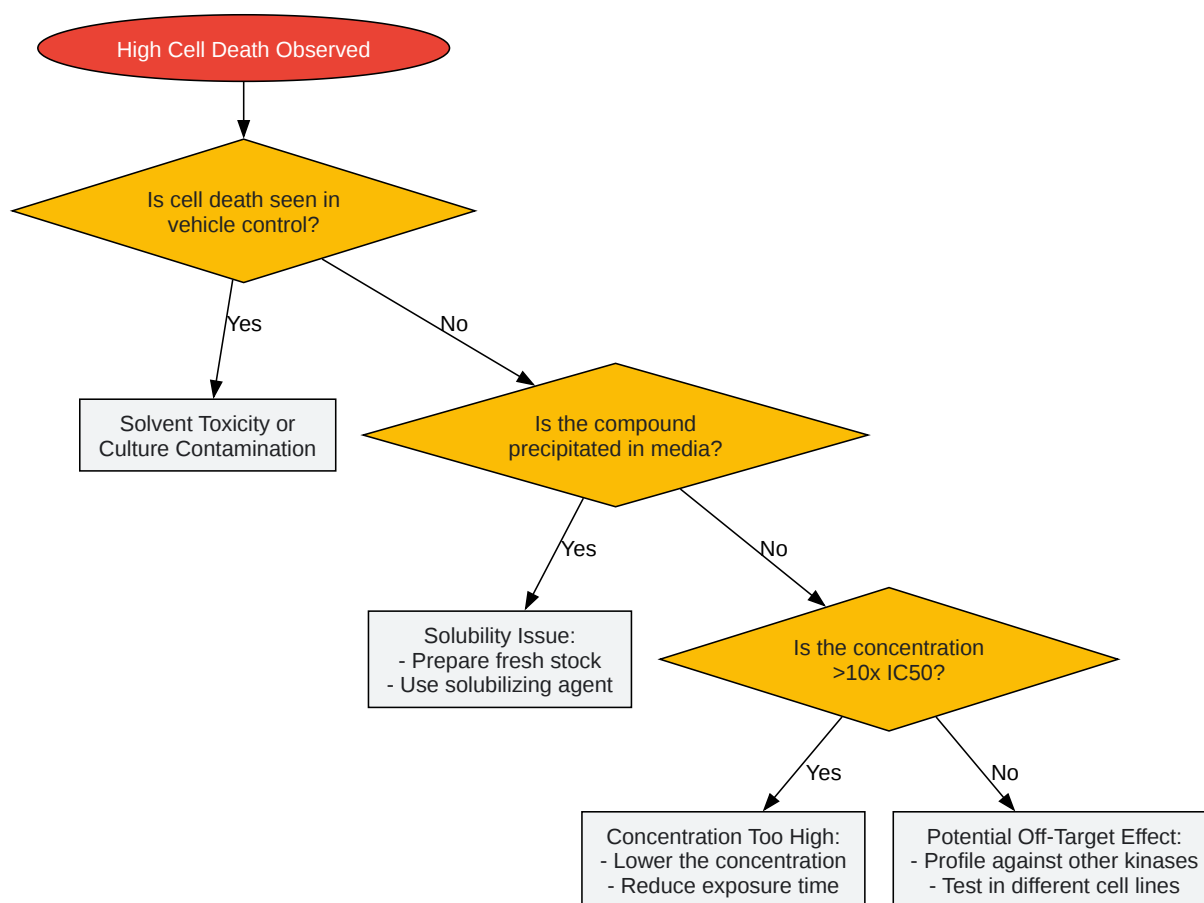 High Cell Death Observed
Is cell death seen in
vehicle control?
Yes
No
Solvent Toxicity or
Culture Contamination
Is the compound
precipitated in media?
Yes
No
Solubility Issue:
- Prepare fresh stock
- Use solubilizing agent
Is the concentration
>10x IC50?
Yes
No
Concentration Too High:
- Lower the concentration
- Reduce exposure time
Potential Off-Target Effect:
- Profile against other kinases
- Test in different cell lines